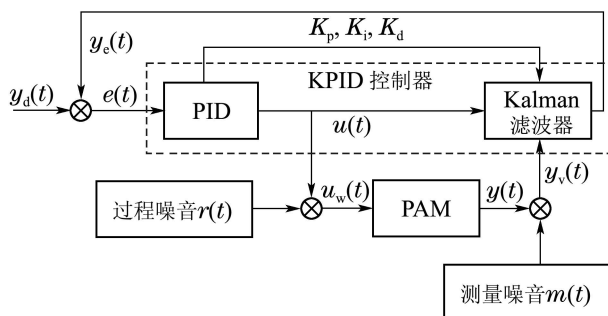 K_p, K_i, K_d
y_e(t)
KPID 控制器
y_d(t)
e(t)
PID
Kalman
滤波器
u(t)
y_v(t)
过程噪音r(t)
u_w(t)
PAM
y(t)
测量噪音m(t)